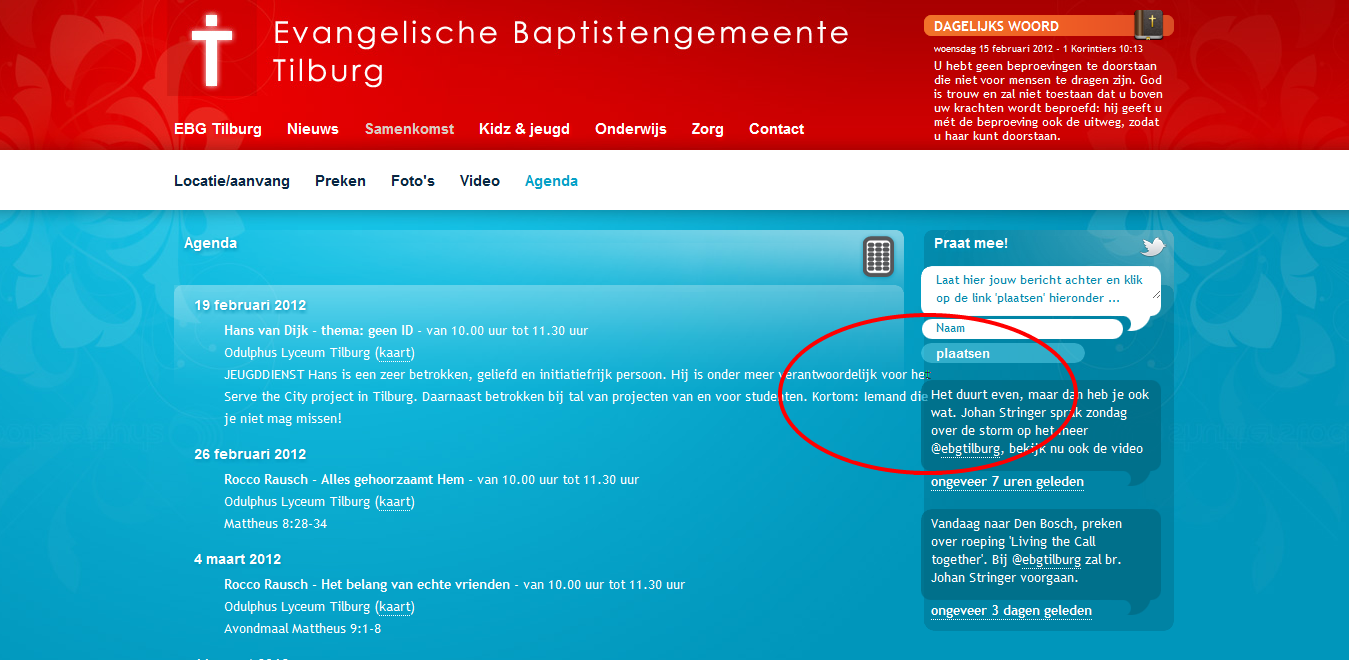 Evangelische Baptistengemeente
Tilburg
DAGELIJKS WOORD
woensdag 15 februari 2012 - 1 Korintiers 10:13
U hebt geen beproevingen te doorstaan
die niet voor mensen te dragen zijn. God
is trouw en zal niet toestaan dat u boven
uw krachten wordt beproefd: hij geeft u
mét de beproeving ook de uitweg, zodat
u haar kunt doorstaan.
EBG Tilburg Nieuws Samenkomst Kidz & jeugd Onderwijs Zorg Contact
Locatie/aanvang Preken Foto's Video Agenda
Agenda
19 februari 2012
Hans van Dijk - thema: geen ID - van 10.00 uur tot 11.30 uur
Odulphus Lyceum Tilburg (kaart)
JEUGDDIENST Hans is een zeer betrokken, geliefd en initiatiefrijk persoon. Hij is onder meer verantwoordelijk voor het
Serve the City project in Tilburg. Daarnaast betrokken bij tal van projecten van en voor studenten. Kortom: Iemand die
je niet mag missen!
26 februari 2012
Rocco Rausch - Alles gehoorzaamt Hem - van 10.00 uur tot 11.30 uur
Odulphus Lyceum Tilburg (kaart)
Mattheus 8:28-34
4 maart 2012
Rocco Rausch - Het belang van echte vrienden - van 10.00 uur tot 11.30 uur
Odulphus Lyceum Tilburg (kaart)
Avondmaal Mattheus 9:1-8
Praat mee!
Laat hier jouw bericht achter en klik
op de link 'plaatsen' hieronder ...
Naam
plaatsen
Het duurt even, maar dan heb je ook
wat. Johan Stringer sprak zondag
over de storm op het meer
@ebgtilburg, bekijk nu ook de video
ongeveer 7 uren geleden
Vandaag naar Den Bosch, preken
over roeping 'Living the Call
together'. Bij @ebgtilburg zal br.
Johan Stringer voorgaan.
ongeveer 3 dagen geleden